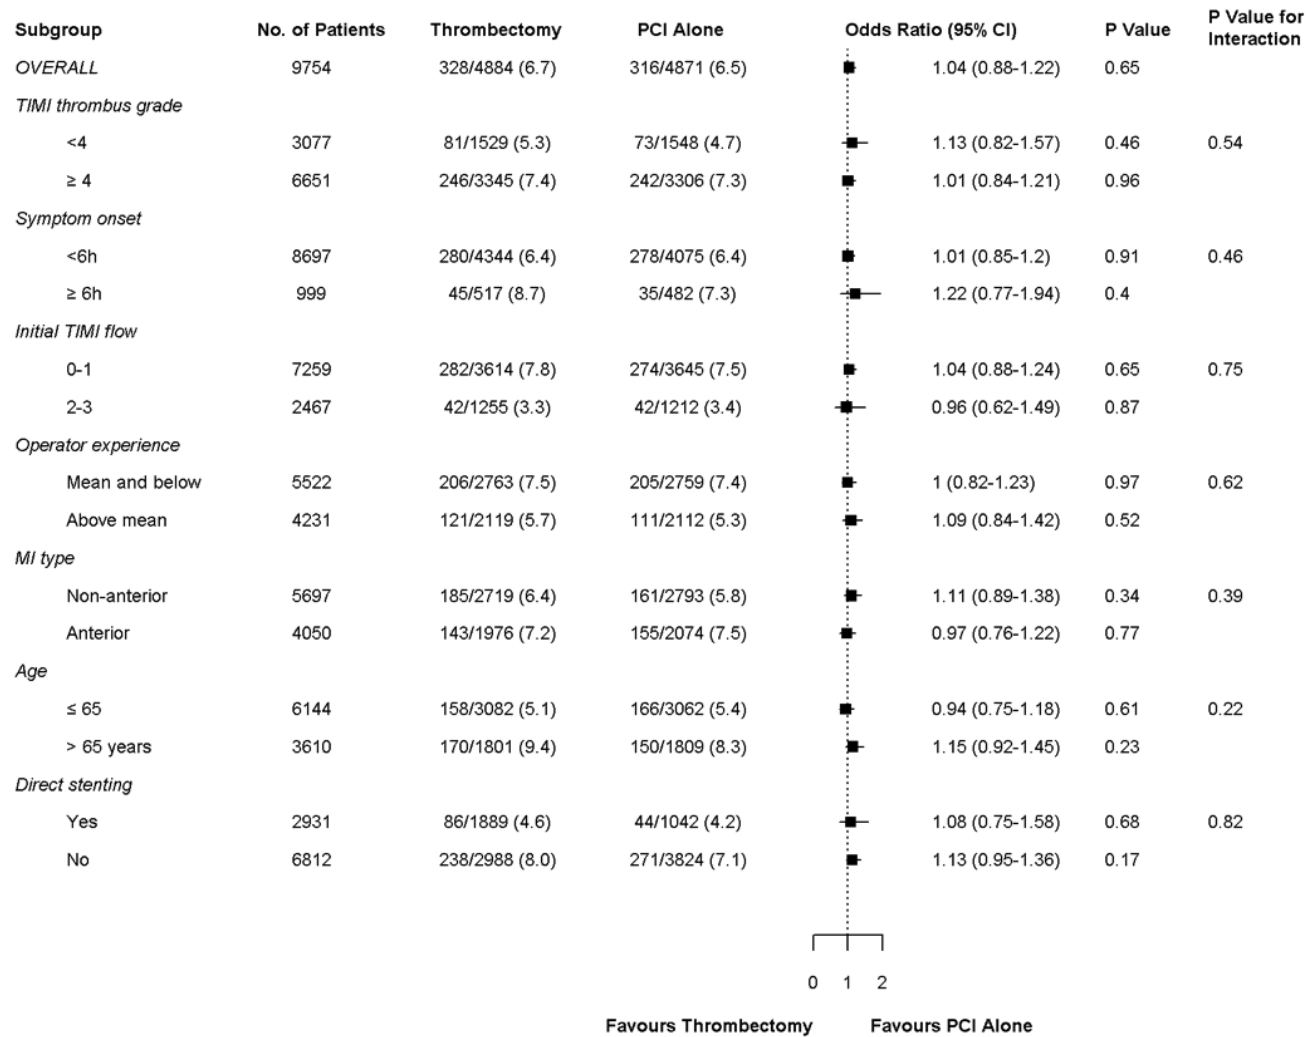 Subgroup No. of Patients Thrombectomy PCI Alone Odds Ratio (95% CI) P Value P Value for Interaction
OVERALL 9754 328/4884 (6.7) 316/4871 (6.5) 1.04 (0.88-1.22) 0.65
TIMI thrombus grade
<4 3077 81/1529 (5.3) 73/1548 (4.7) 1.13 (0.82-1.57) 0.46 0.54
≥ 4 6651 246/3345 (7.4) 242/3306 (7.3) 1.01 (0.84-1.21) 0.96
Symptom onset
<6h 8697 280/4344 (6.4) 278/4075 (6.4) 1.01 (0.85-1.2) 0.91 0.46
≥ 6h 999 45/517 (8.7) 35/482 (7.3) 1.22 (0.77-1.94) 0.4
Initial TIMI flow
0-1 7259 282/3614 (7.8) 274/3645 (7.5) 1.04 (0.88-1.24) 0.65 0.75
2-3 2467 42/1255 (3.3) 42/1212 (3.4) 0.96 (0.62-1.49) 0.87
Operator experience
Mean and below 5522 206/2763 (7.5) 205/2759 (7.4) 1 (0.82-1.23) 0.97 0.62
Above mean 4231 121/2119 (5.7) 111/2112 (5.3) 1.09 (0.84-1.42) 0.52
MI type
Non-anterior 5697 185/2719 (6.4) 161/2793 (5.8) 1.11 (0.89-1.38) 0.34 0.39
Anterior 4050 143/1976 (7.2) 155/2074 (7.5) 0.97 (0.76-1.22) 0.77
Age
≤ 65 6144 158/3082 (5.1) 166/3062 (5.4) 0.94 (0.75-1.18) 0.61 0.22
> 65 years 3610 170/1801 (9.4) 150/1809 (8.3) 1.15 (0.92-1.45) 0.23
Direct stenting
Yes 2931 86/1889 (4.6) 44/1042 (4.2) 1.08 (0.75-1.58) 0.68 0.82
No 6812 238/2988 (8.0) 271/3824 (7.1) 1.13 (0.95-1.36) 0.17
0 1 2
Favours Thrombectomy Favours PCI Alone